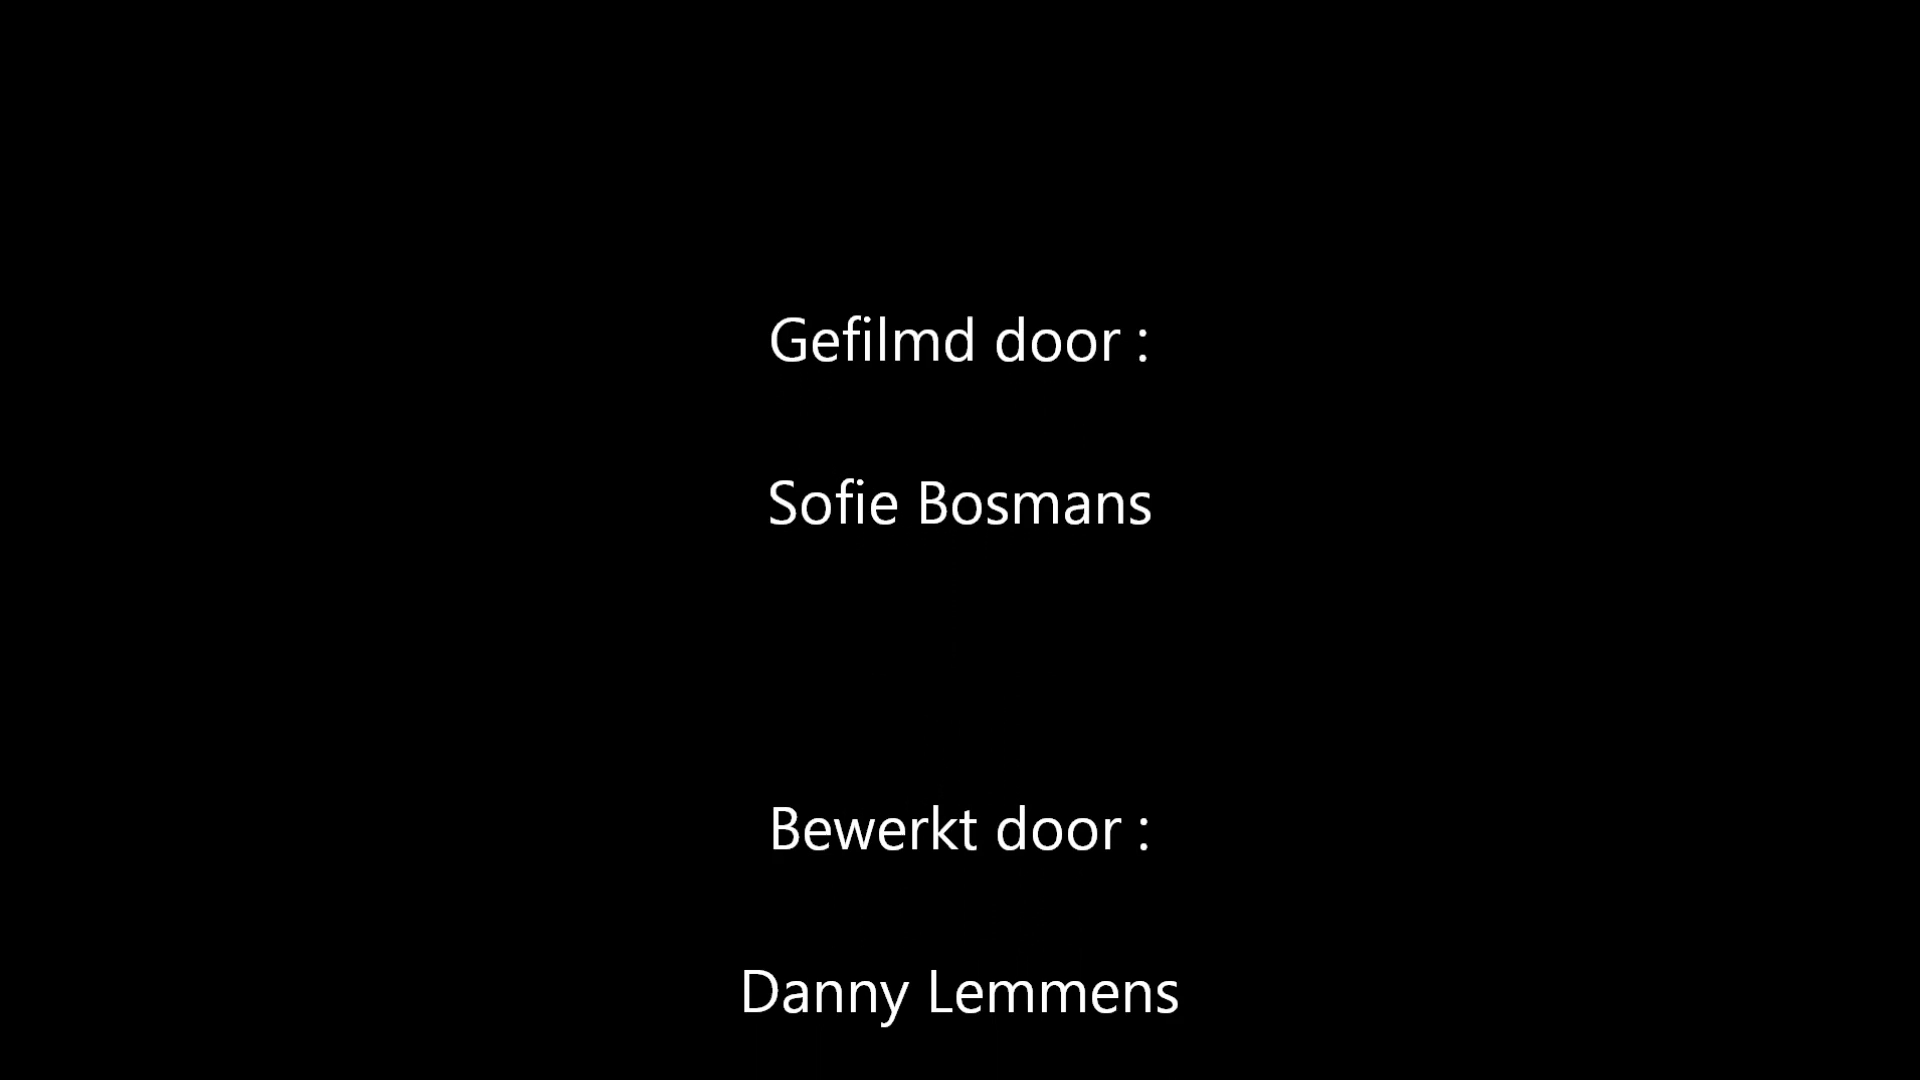 Gefilmd door :
Sofie Bosmans
Bewerkt door :
Danny Lemmens